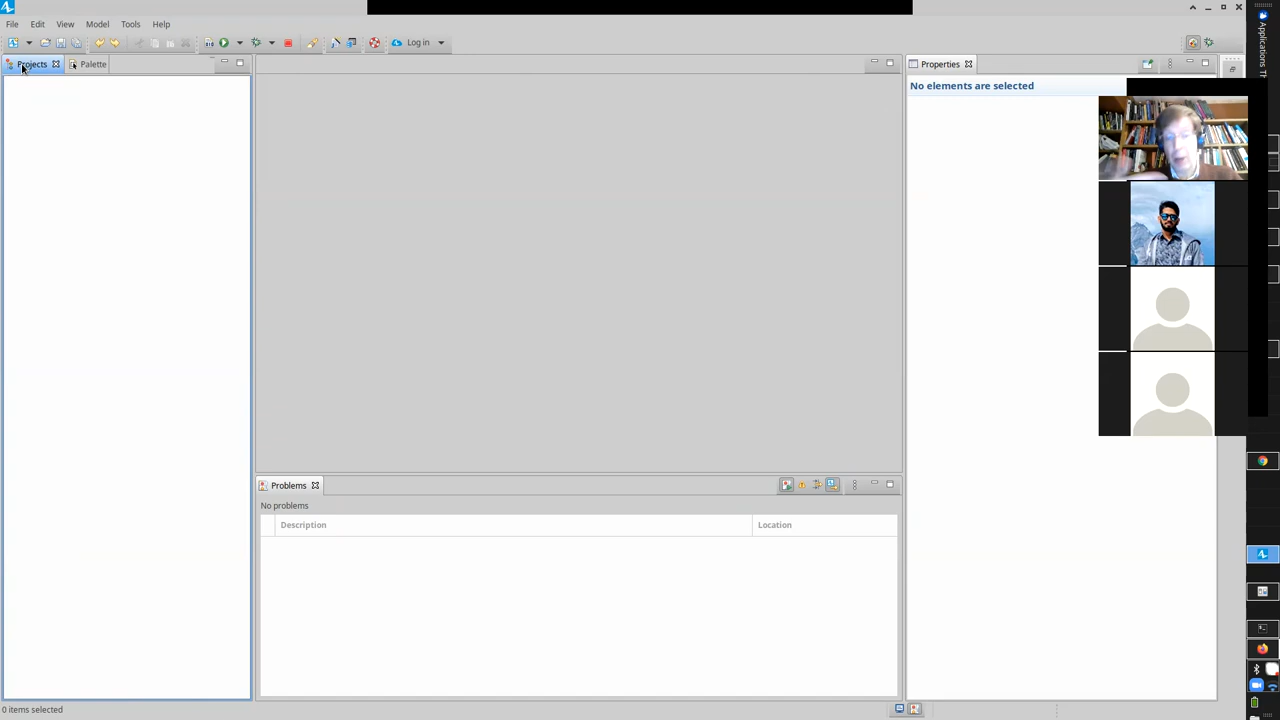 File Edit View Model Tools Help
Log in
Projects Palette
Properties
No elements are selected
Problems
No problems
Description Location
0 items selected
Applications